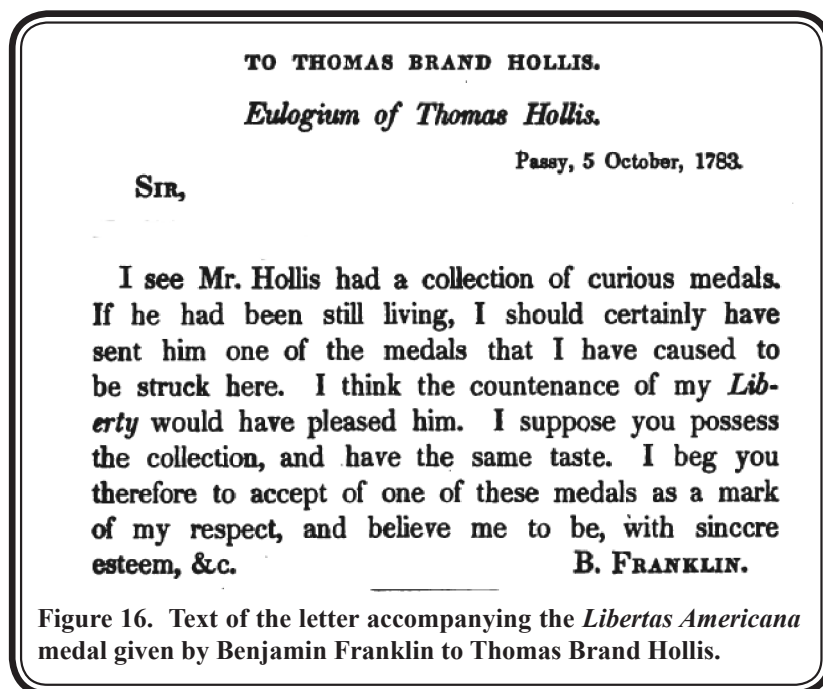 TO THOMAS BRAND HOLLIS.
Eulogium of Thomas Hollis.
Passy, 5 October, 1783.
SIR,
I see Mr. Hollis had a collection of curious medals.
If he had been still living, I should certainly have
sent him one of the medals that I have caused to
be struck here. I think the countenance of my Lib-
erty would have pleased him. I suppose you possess
the collection, and have the same taste. I beg you
therefore to accept of one of these medals as a mark
of my respect, and believe me to be, with sincere
esteem, &c. B. FRANKLIN.
Figure 16. Text of the letter accompanying the Libertas Americana
medal given by Benjamin Franklin to Thomas Brand Hollis.